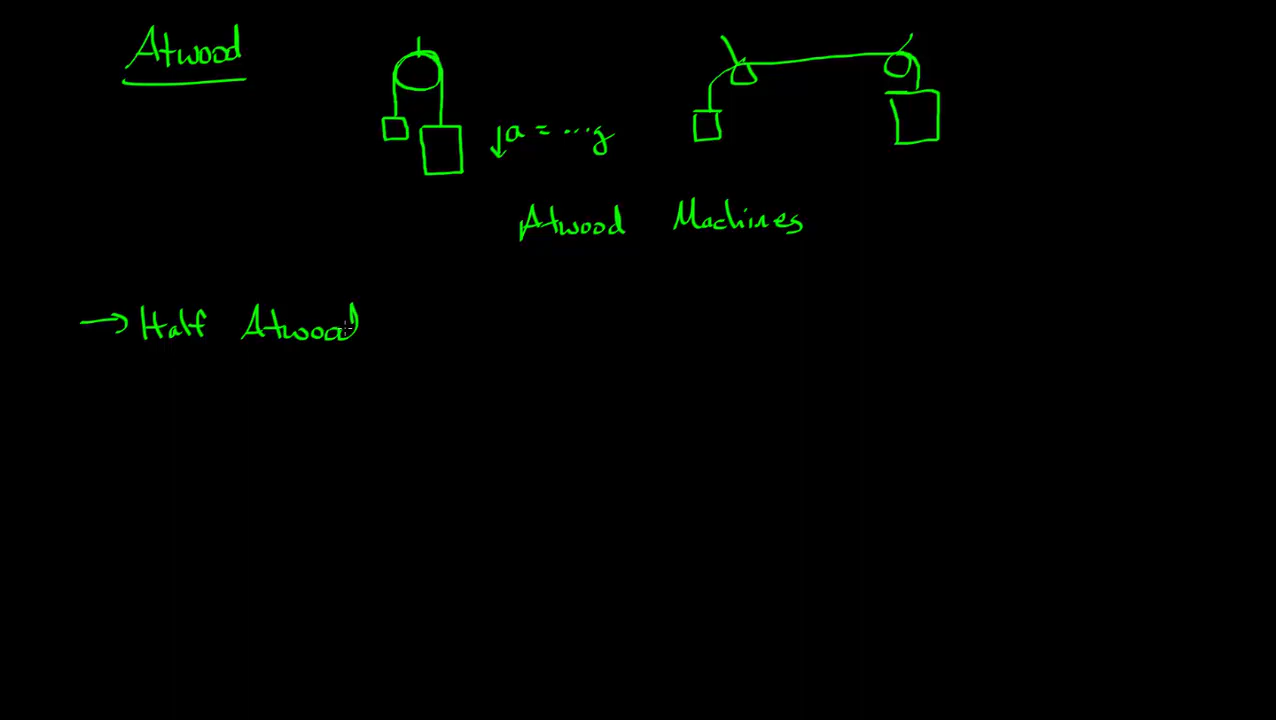 Atwood
↓a = ...g
Atwood Machines
→ Half Atwood